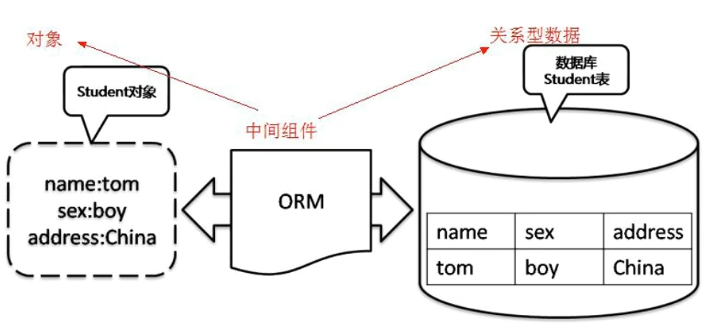 对象
关系型数据
Student对象
数据库
Student表
中间组件
name:tom
sex:boy
address:China
ORM
name sex address
tom boy China